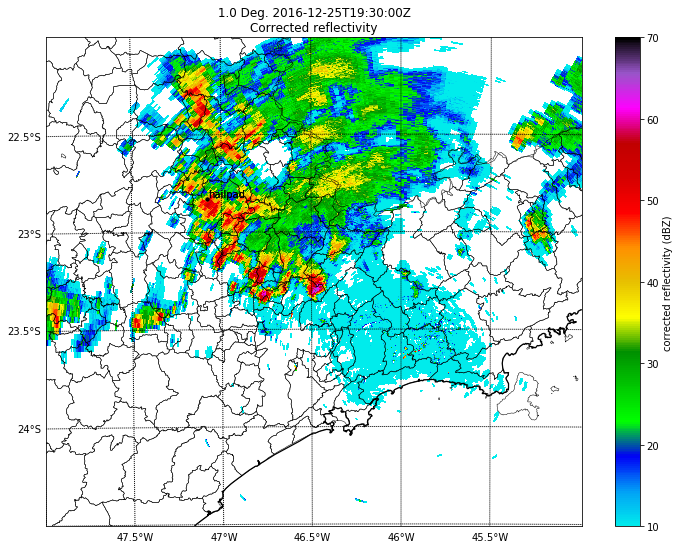 1.0 Deg. 2016-12-25T19:30:00Z
Corrected reflectivity
70
60
50
40
30
20
10
corrected reflectivity (dBZ)
22.5°S
23°S
23.5°S
24°S
47.5°W
47°W
46.5°W
46°W
45.5°W